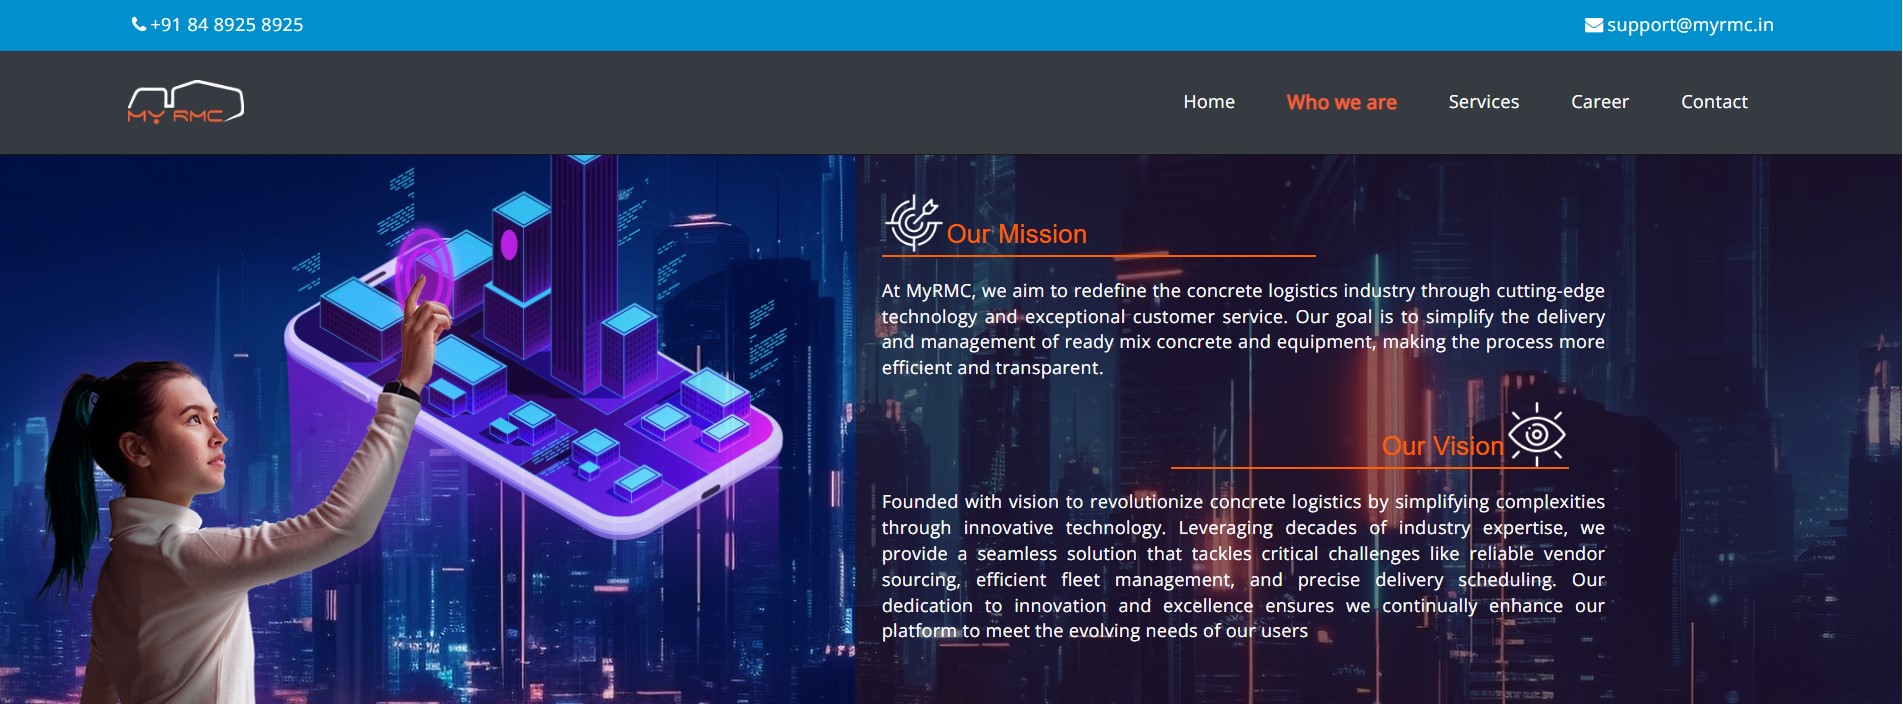 +91 84 8925 8925
support@myrmc.in
MY RMC
Home
Who we are
Services
Career
Contact
Our Mission
At MyRMC, we aim to redefine the concrete logistics industry through cutting-edge
technology and exceptional customer service. Our goal is to simplify the delivery
and management of ready mix concrete and equipment, making the process more
efficient and transparent.
Our Vision
Founded with vision to revolutionize concrete logistics by simplifying complexities
through innovative technology. Leveraging decades of industry expertise, we
provide a seamless solution that tackles critical challenges like reliable vendor
sourcing, efficient fleet management, and precise delivery scheduling. Our
dedication to innovation and excellence ensures we continually enhance our
platform to meet the evolving needs of our users